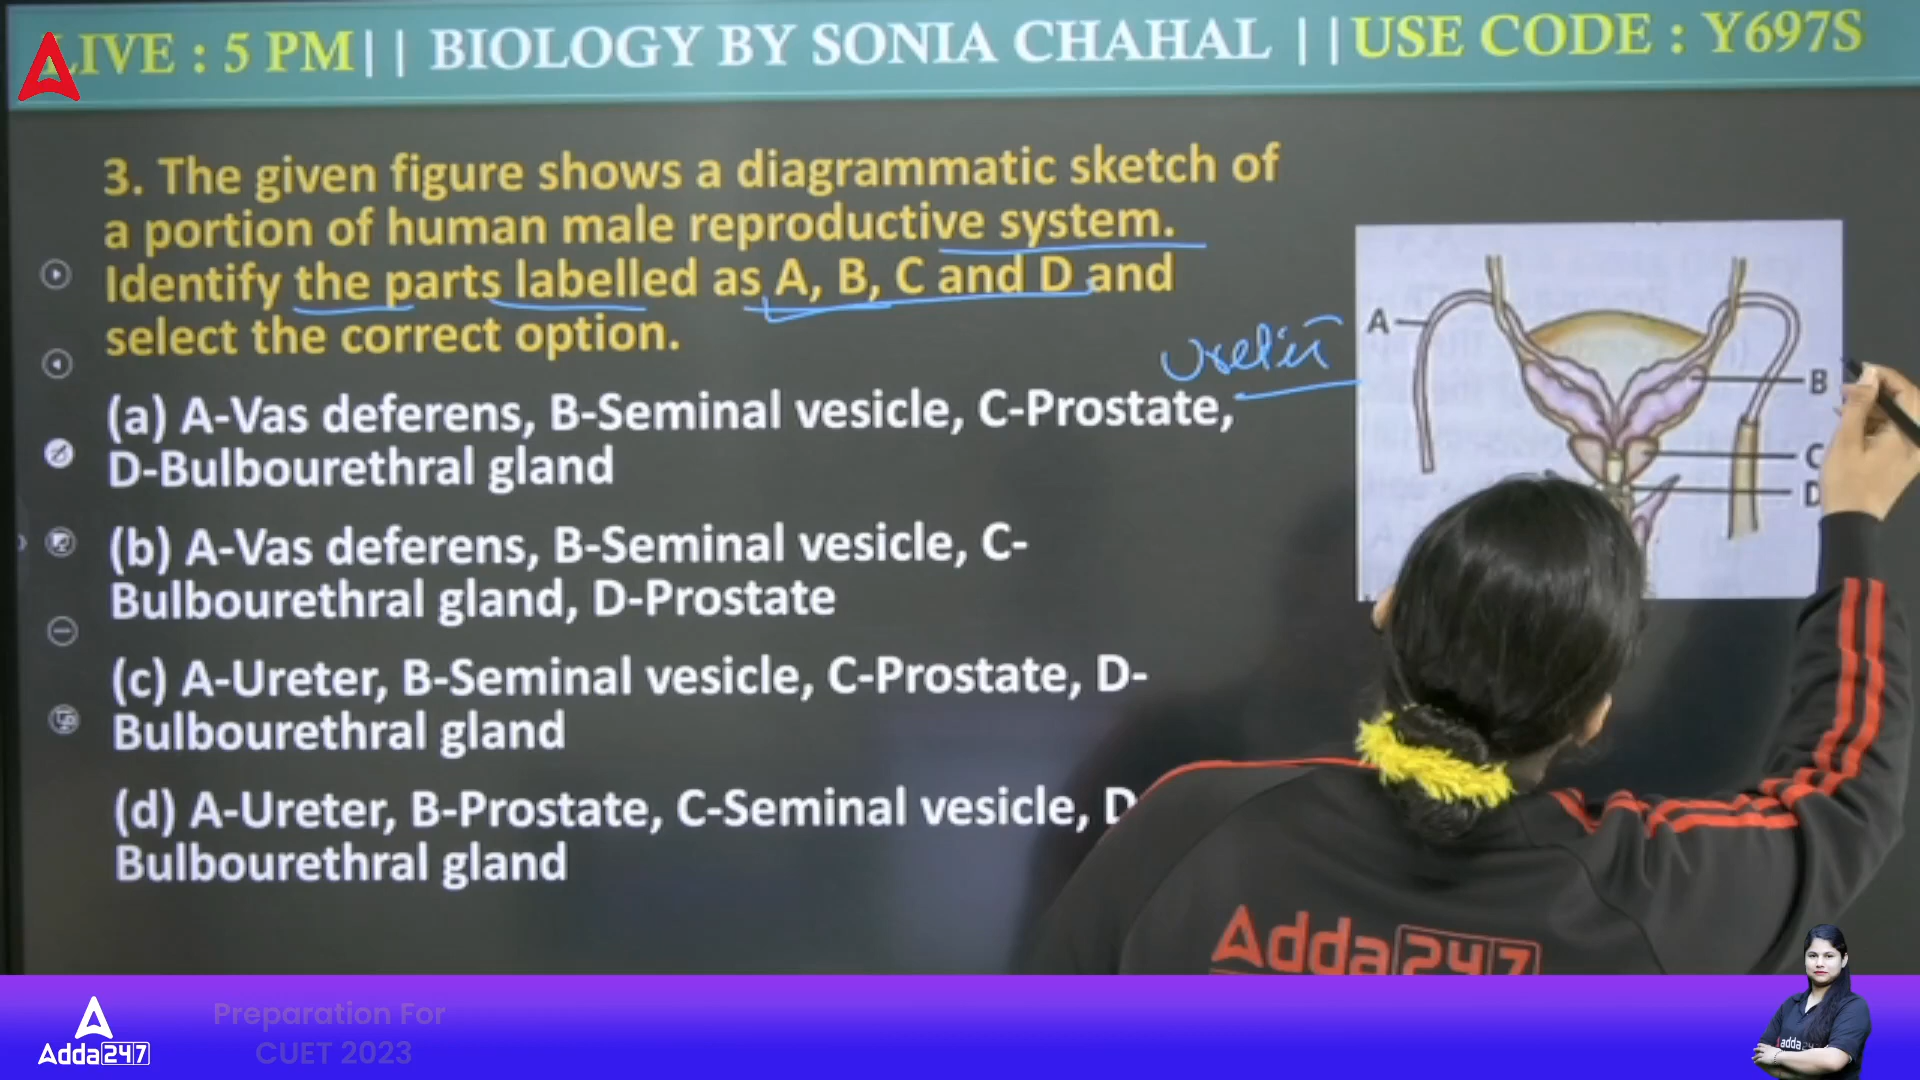 LIVE : 5 PM || BIOLOGY BY SONIA CHAHAL || USE CODE : Y697S
3. The given figure shows a diagrammatic sketch of
a portion of human male reproductive system.
Identify the parts labelled as A, B, C and D and
select the correct option.
(a) A-Vas deferens, B-Seminal vesicle, C-Prostate,
D-Bulbourethral gland
(b) A-Vas deferens, B-Seminal vesicle, C-
Bulbourethral gland, D-Prostate
(c) A-Ureter, B-Seminal vesicle, C-Prostate, D-
Bulbourethral gland
(d) A-Ureter, B-Prostate, C-Seminal vesicle, D
Bulbourethral gland
A
B
C
D
Adda247
Preparation For
CUET 2023
Adda247
adda